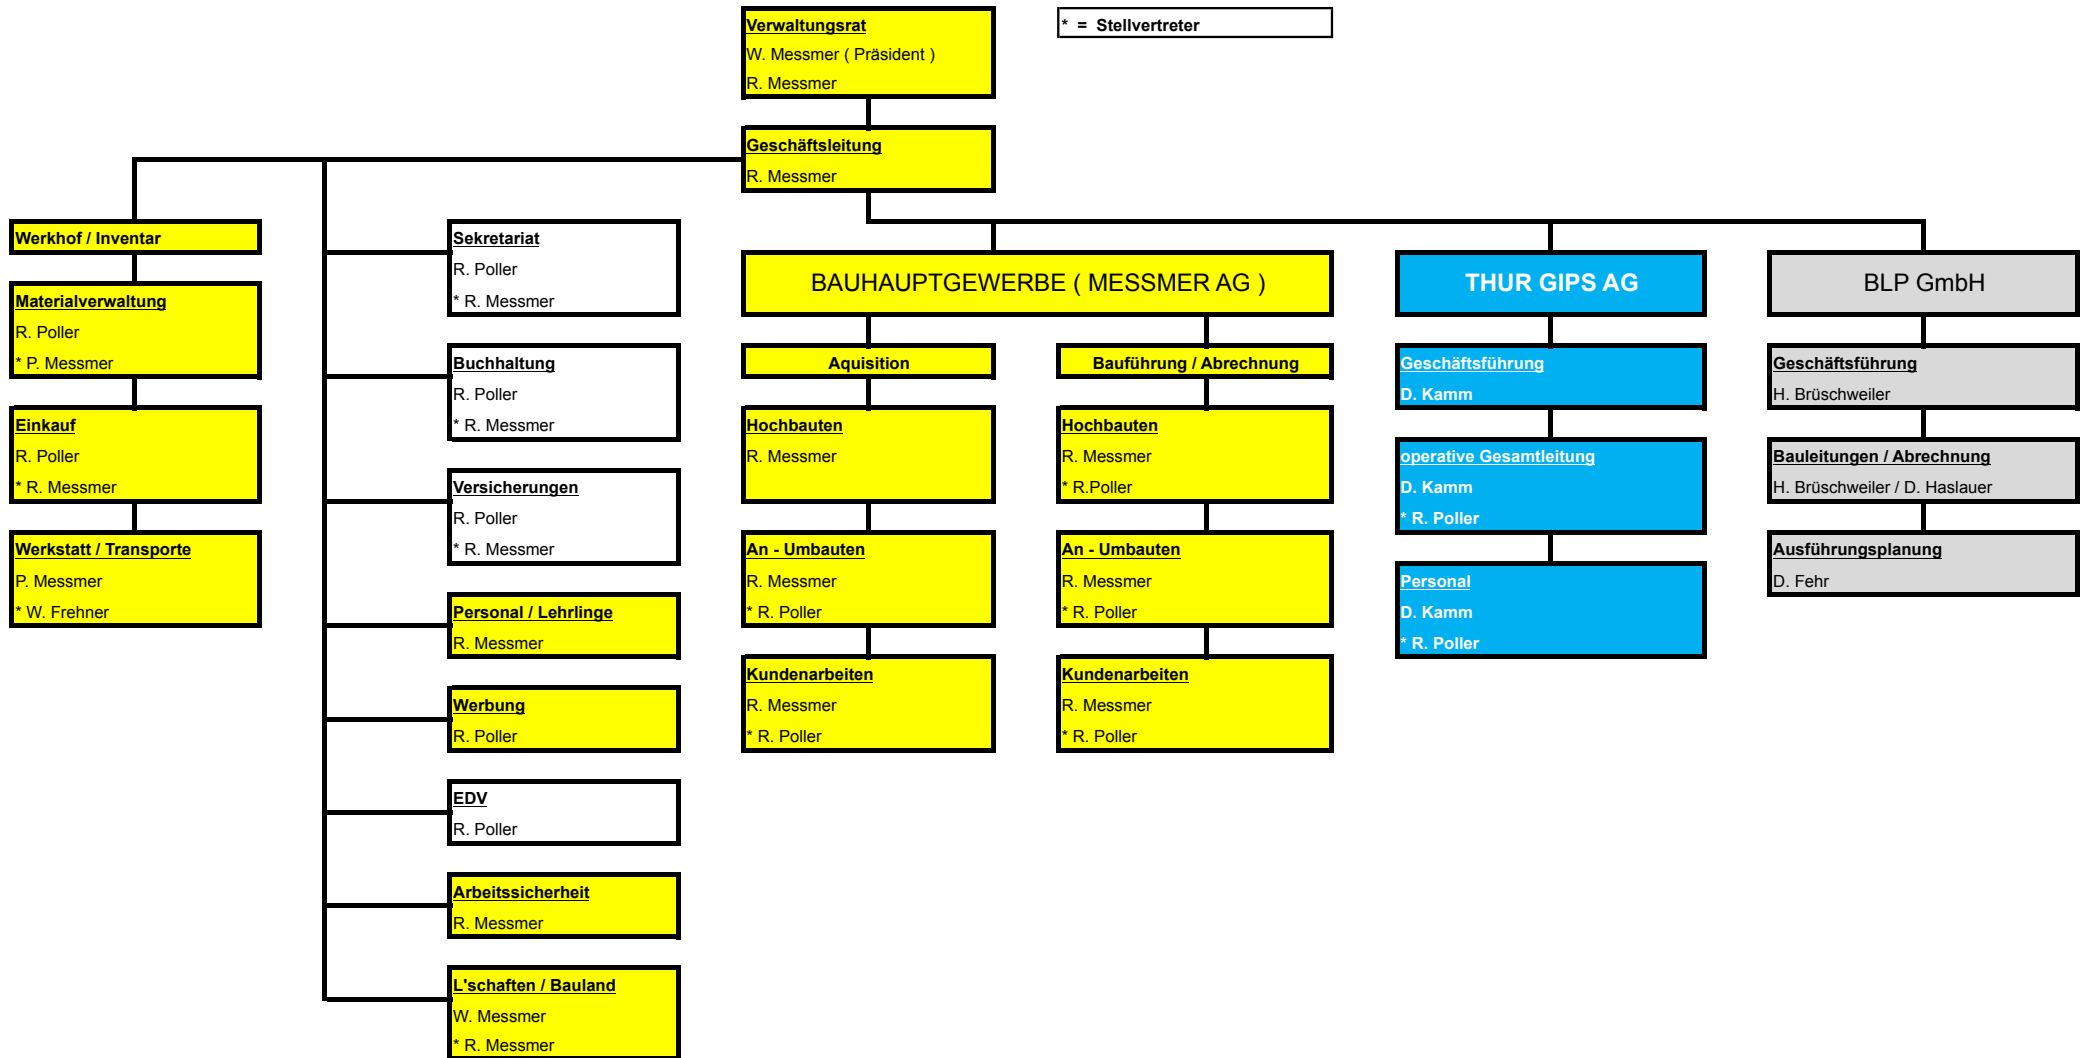 Verwaltungsrat
W. Messmer ( Präsident )
R. Messmer
* = Stellvertreter
Geschäftsleitung
R. Messmer
Werkhof / Inventar
Materialverwaltung
R. Poller
* P. Messmer
Einkauf
R. Poller
* R. Messmer
Werkstatt / Transporte
P. Messmer
* W. Frehner
Sekretariat
R. Poller
* R. Messmer
Buchhaltung
R. Poller
* R. Messmer
Versicherungen
R. Poller
* R. Messmer
Personal / Lehrlinge
R. Messmer
Werbung
R. Poller
EDV
R. Poller
Arbeitssicherheit
R. Messmer
L'schaften / Bauland
W. Messmer
* R. Messmer
BAUHAUPTGEWERBE ( MESSMER AG )
Aquisition
Hochbauten
R. Messmer
An - Umbauten
R. Messmer
* R. Poller
Kundenarbeiten
R. Messmer
* R. Poller
Bauführung / Abrechnung
Hochbauten
R. Messmer
* R.Poller
An - Umbauten
R. Messmer
* R. Poller
Kundenarbeiten
R. Messmer
* R. Poller
THUR GIPS AG
Geschäftsführung
D. Kamm
operative Gesamtleitung
D. Kamm
* R. Poller
Personal
D. Kamm
* R. Poller
BLP GmbH
Geschäftsführung
H. Brüschweiler
Bauleitungen / Abrechnung
H. Brüschweiler / D. Haslauer
Ausführungsplanung
D. Fehr